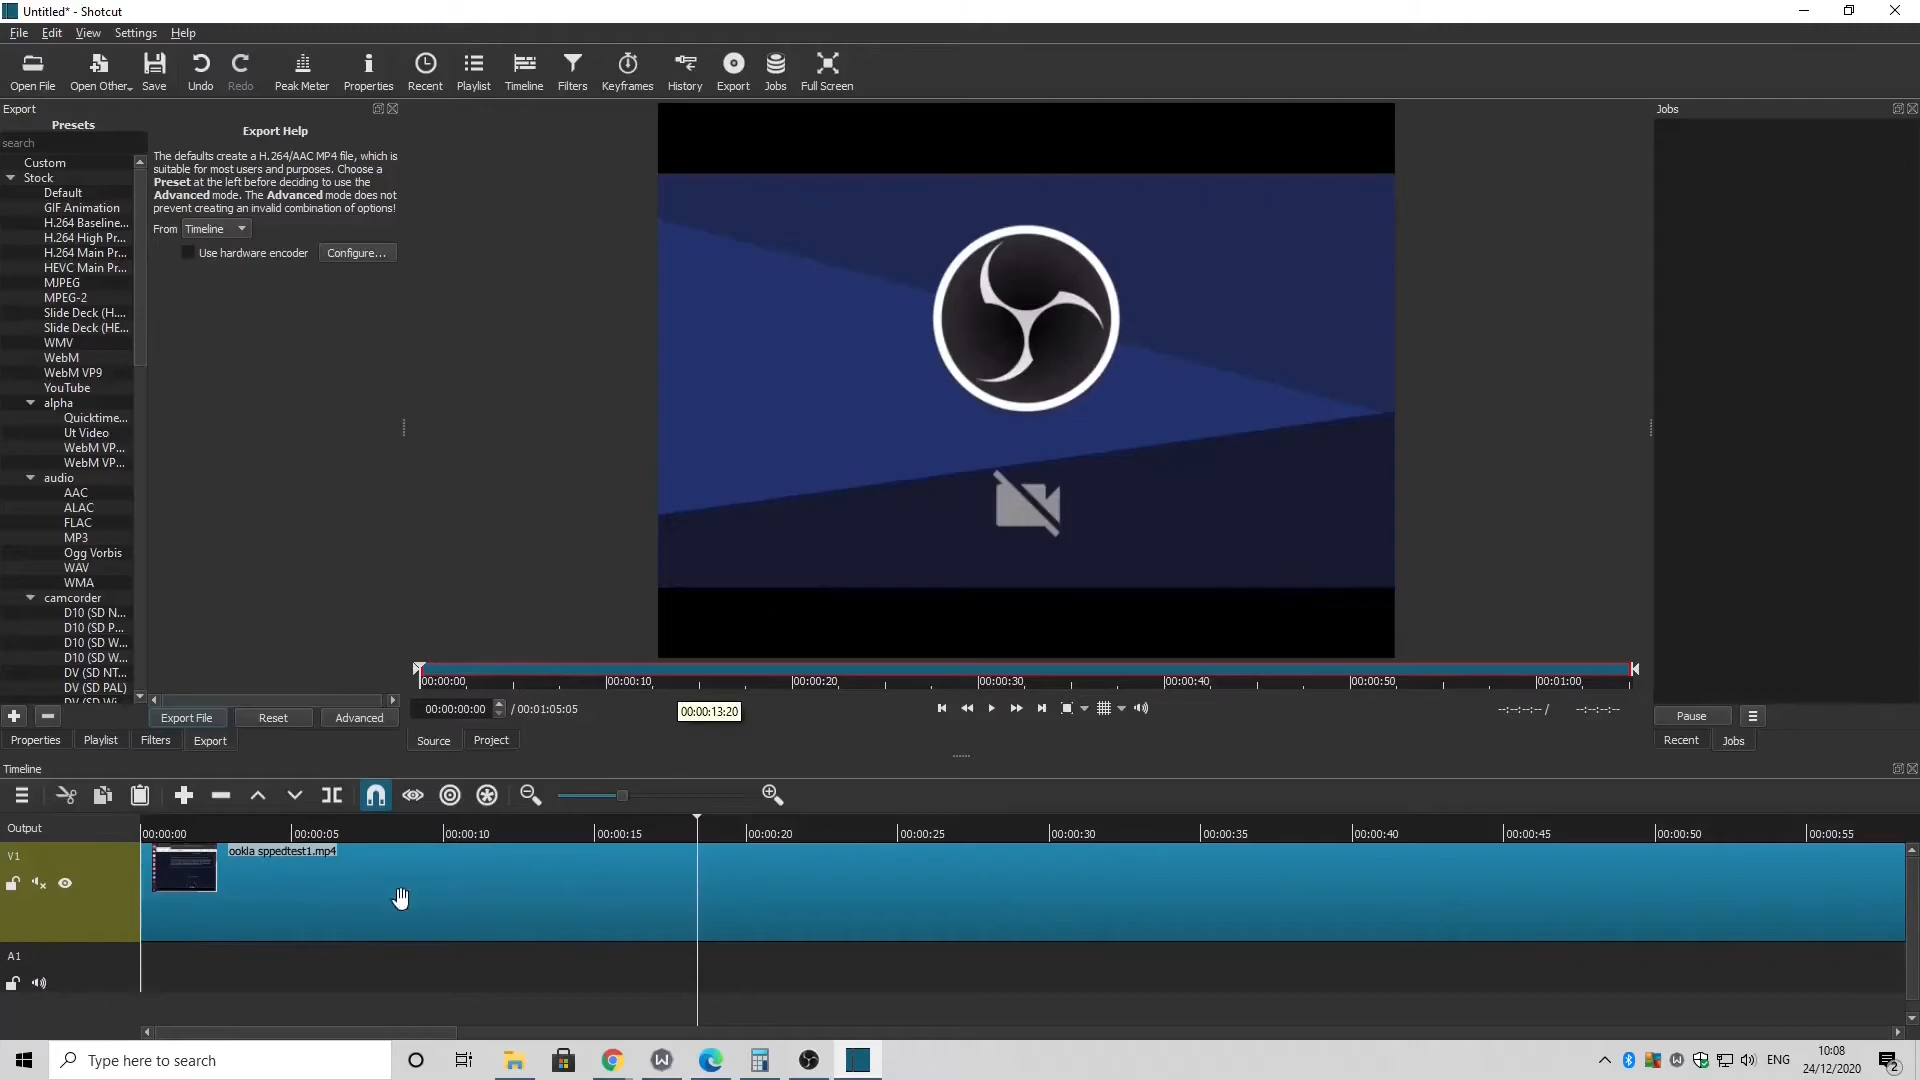 Untitled* - Shotcut
File Edit View Settings Help
Open File Open Other... Save Undo Redo Peak Meter Properties Recent Playlist Timeline Filters Keyframes History Export Jobs Full Screen
Export
Presets
search
Custom
Stock
Default
GIF Animation
H.264 Baseline...
H.264 High Pr...
H.264 Main Pr...
HEVC Main Pr...
MJPEG
MPEG-2
Slide Deck (H....
Slide Deck (HE...
WMV
WebM
WebM VP9
YouTube
alpha
Quicktime...
Ut Video
WebM VP...
WebM VP...
audio
AAC
ALAC
FLAC
MP3
Ogg Vorbis
WAV
WMA
camcorder
D10 (SD N...
D10 (SD P...
D10 (SD W...
D10 (SD W...
DV (SD NT...
DV (SD PAL)
Export Help
The defaults create a H.264/AAC MP4 file, which is
suitable for most users and purposes. Choose a
Preset at the left before deciding to use the
Advanced mode. The Advanced mode does not
prevent creating an invalid combination of options!
From Timeline
Use hardware encoder Configure...
Export File Reset Advanced
Properties Playlist Filters Export
00:00:00 00:00:10 00:00:20 00:00:30 00:00:40 00:00:50 00:01:00
00:00:00:00 / 00:01:05:05 00:00:13:20 --:--:--:-- / --:--:--:--
Source Project
Jobs
Pause
Recent Jobs
Timeline
Output
00:00:00 00:00:05 00:00:10 00:00:15 00:00:20 00:00:25 00:00:30 00:00:35 00:00:40 00:00:45 00:00:50 00:00:55
V1
ookla sppedtest1.mp4
A1
Type here to search
ENG
10:08
24/12/2020
2